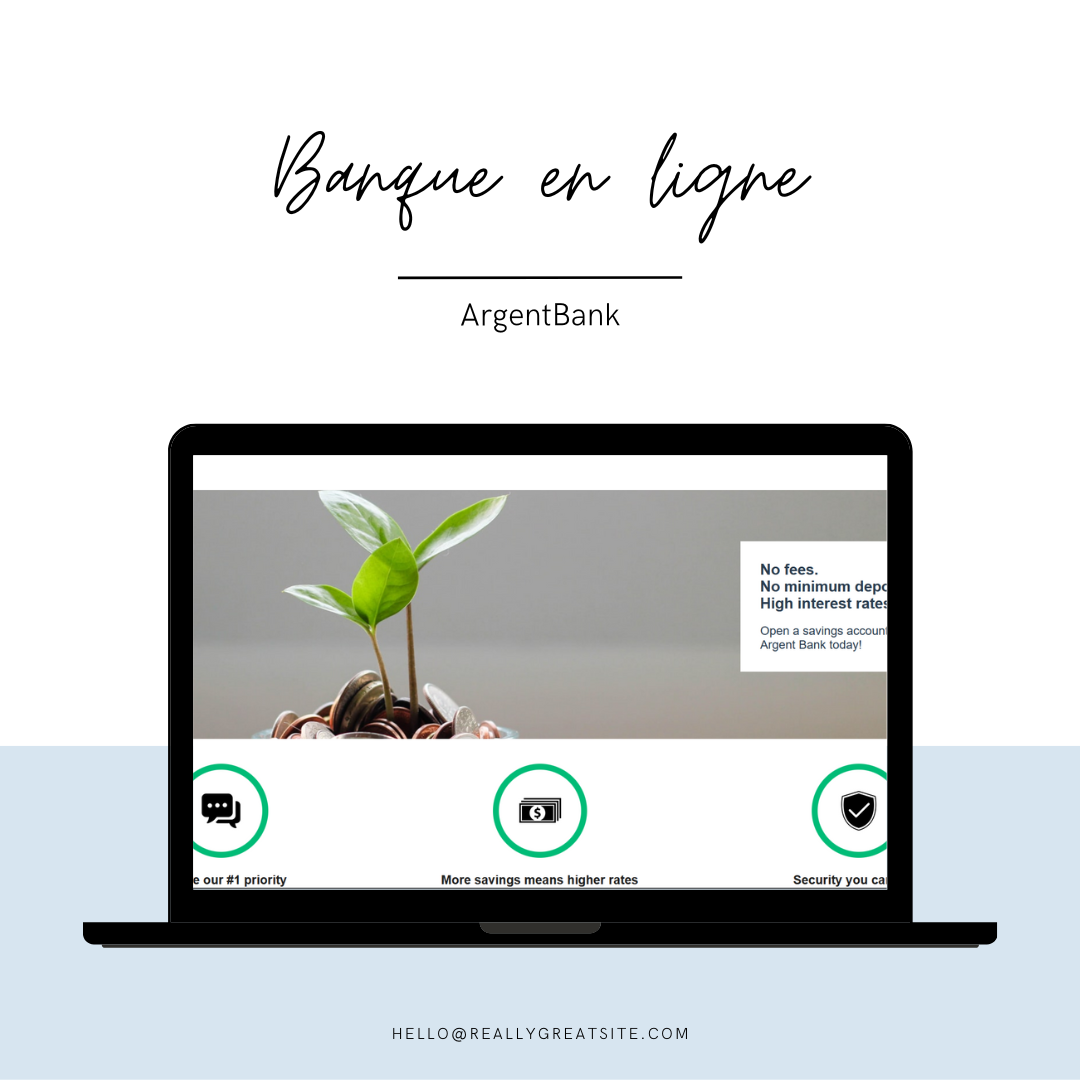 Banque en ligne
ArgentBank
No fees.
No minimum depo
High interest rates
Open a savings account
Argent Bank today!
e our #1 priority
More savings means higher rates
Security you ca
HELLO@REALLYGREATSITE.COM